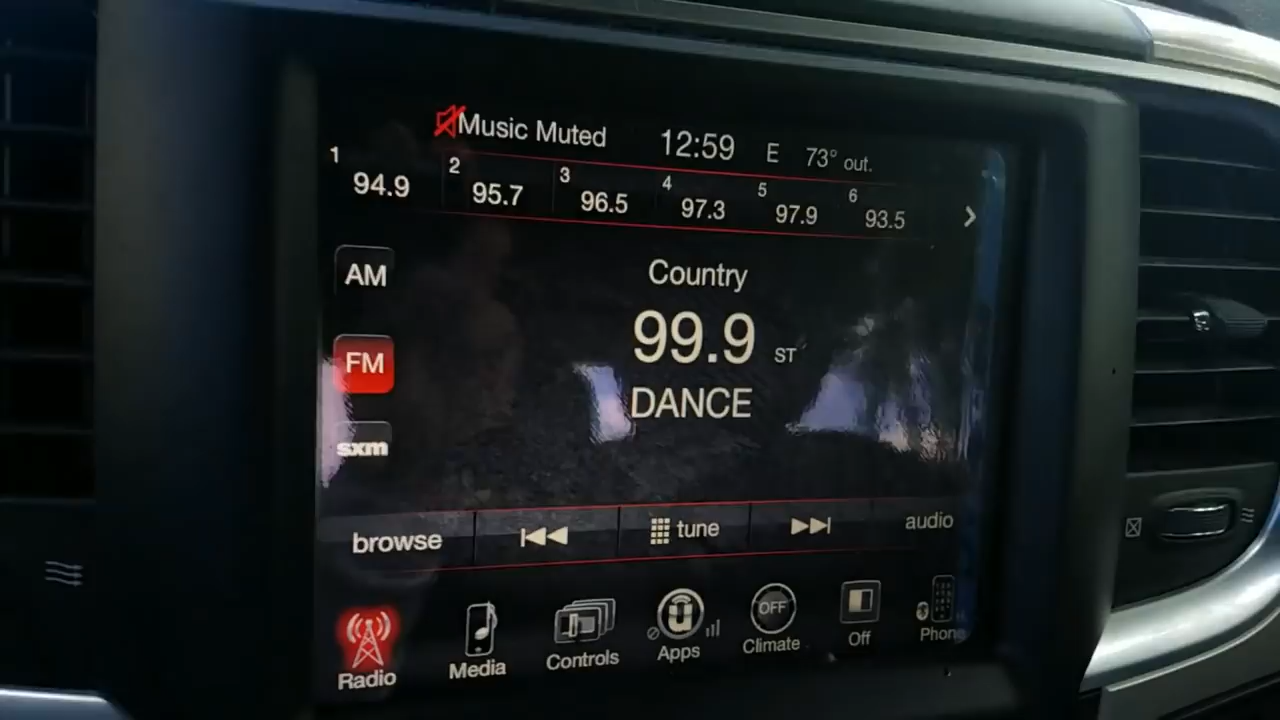 Music Muted 12:59 E 73° out.
1 94.9 2 95.7 3 96.5 4 97.3 5 97.9 6 93.5
AM
Country
99.9 ST
FM
DANCE
sxm
browse tune audio
OFF
Radio Media Controls Apps Climate Off Phone